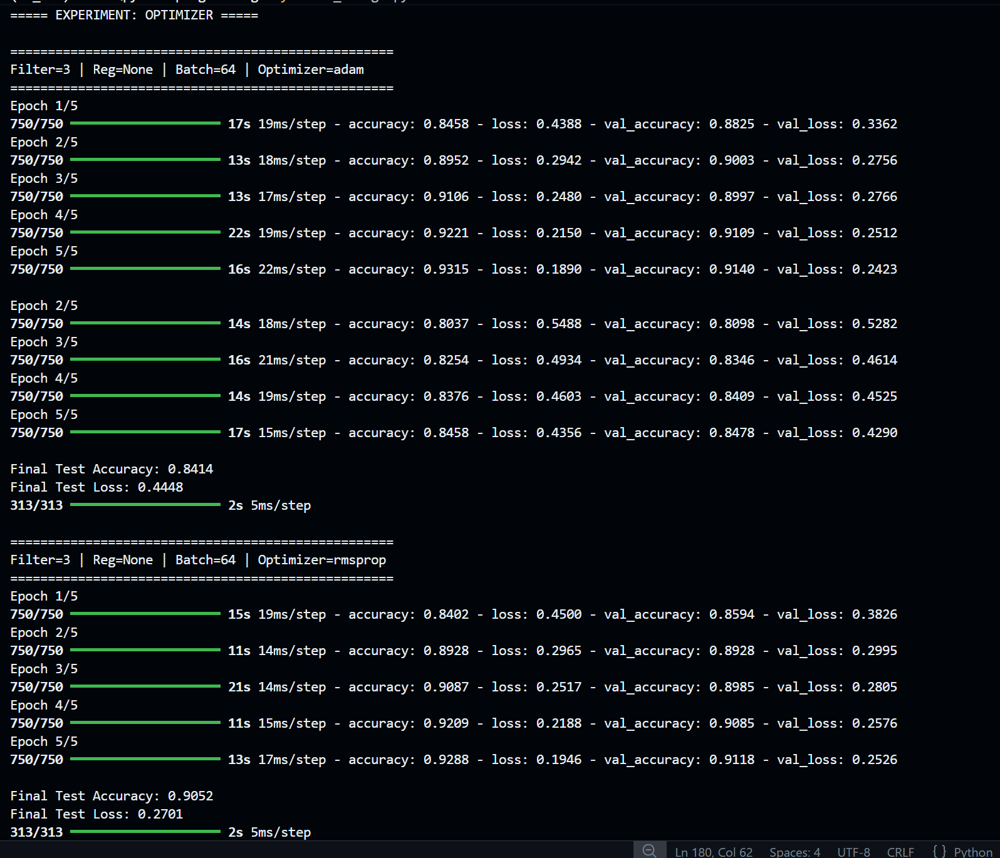 ===== EXPERIMENT: OPTIMIZER =====
===================================================
Filter=3 | Reg=None | Batch=64 | Optimizer=adam
===================================================
Epoch 1/5
750/750 17s 19ms/step - accuracy: 0.8458 - loss: 0.4388 - val_accuracy: 0.8825 - val_loss: 0.3362
Epoch 2/5
750/750 13s 18ms/step - accuracy: 0.8952 - loss: 0.2942 - val_accuracy: 0.9003 - val_loss: 0.2756
Epoch 3/5
750/750 13s 17ms/step - accuracy: 0.9106 - loss: 0.2480 - val_accuracy: 0.8997 - val_loss: 0.2766
Epoch 4/5
750/750 22s 19ms/step - accuracy: 0.9221 - loss: 0.2150 - val_accuracy: 0.9109 - val_loss: 0.2512
Epoch 5/5
750/750 16s 22ms/step - accuracy: 0.9315 - loss: 0.1890 - val_accuracy: 0.9140 - val_loss: 0.2423
Epoch 2/5
750/750 14s 18ms/step - accuracy: 0.8037 - loss: 0.5488 - val_accuracy: 0.8098 - val_loss: 0.5282
Epoch 3/5
750/750 16s 21ms/step - accuracy: 0.8254 - loss: 0.4934 - val_accuracy: 0.8346 - val_loss: 0.4614
Epoch 4/5
750/750 14s 19ms/step - accuracy: 0.8376 - loss: 0.4603 - val_accuracy: 0.8409 - val_loss: 0.4525
Epoch 5/5
750/750 17s 15ms/step - accuracy: 0.8458 - loss: 0.4356 - val_accuracy: 0.8478 - val_loss: 0.4290
Final Test Accuracy: 0.8414
Final Test Loss: 0.4448
313/313 2s 5ms/step
===================================================
Filter=3 | Reg=None | Batch=64 | Optimizer=rmsprop
===================================================
Epoch 1/5
750/750 15s 19ms/step - accuracy: 0.8402 - loss: 0.4500 - val_accuracy: 0.8594 - val_loss: 0.3826
Epoch 2/5
750/750 11s 14ms/step - accuracy: 0.8928 - loss: 0.2965 - val_accuracy: 0.8928 - val_loss: 0.2995
Epoch 3/5
750/750 21s 14ms/step - accuracy: 0.9087 - loss: 0.2517 - val_accuracy: 0.8985 - val_loss: 0.2805
Epoch 4/5
750/750 11s 15ms/step - accuracy: 0.9209 - loss: 0.2188 - val_accuracy: 0.9085 - val_loss: 0.2576
Epoch 5/5
750/750 13s 17ms/step - accuracy: 0.9288 - loss: 0.1946 - val_accuracy: 0.9118 - val_loss: 0.2526
Final Test Accuracy: 0.9052
Final Test Loss: 0.2701
313/313 2s 5ms/step
Ln 180, Col 62 Spaces: 4 UTF-8 CRLF { } Python